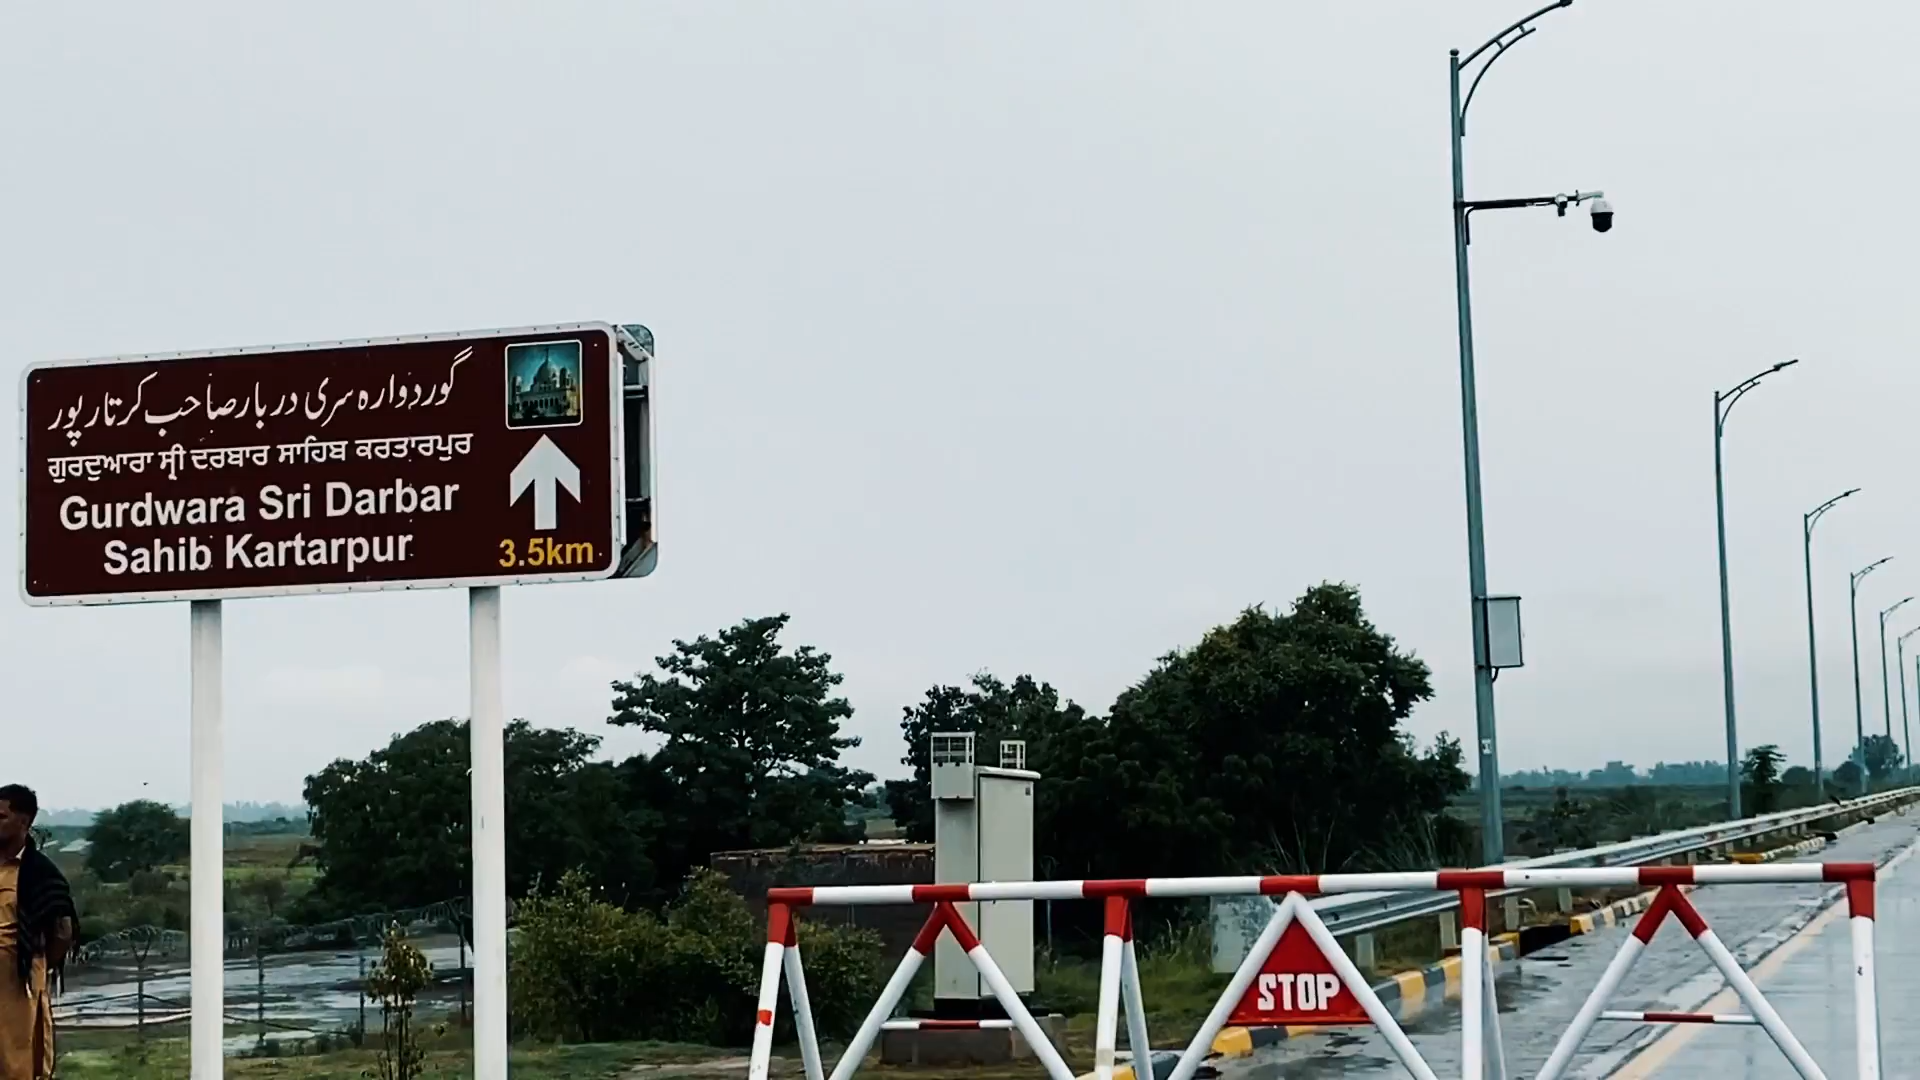 گوردوارہ سری دربار صاحب کرتارپور
ਗੁਰਦੁਆਰਾ ਸ੍ਰੀ ਦਰਬਾਰ ਸਾਹਿਬ ਕਰਤਾਰਪੁਰ
Gurdwara Sri Darbar
Sahib Kartarpur
3.5km
STOP